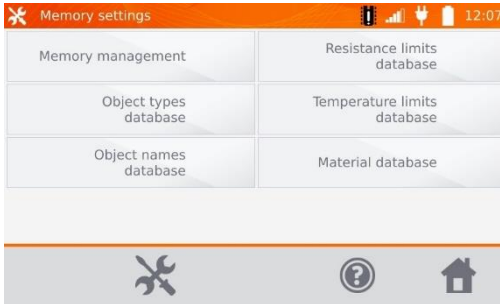 Memory settings
12:07
Memory management
Resistance limits
database
Object types
database
Temperature limits
database
Object names
database
Material database
?